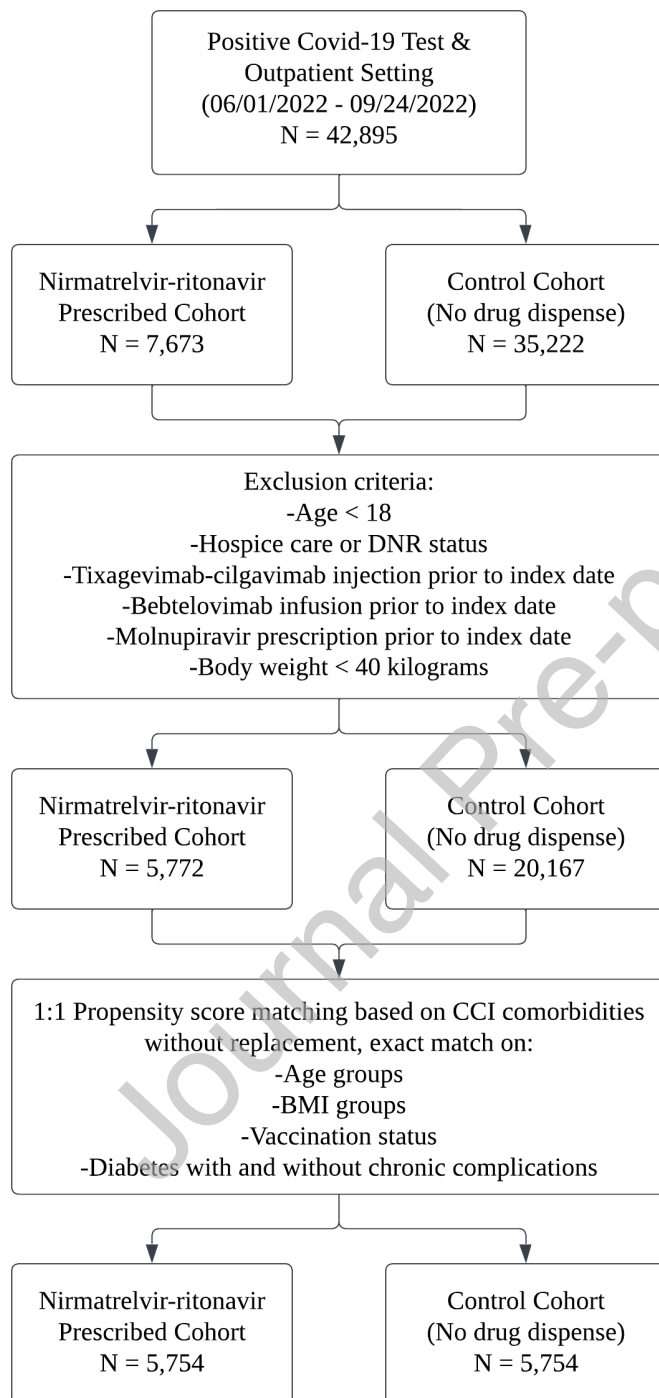 Positive Covid-19 Test &
Outpatient Setting
(06/01/2022 - 09/24/2022)
N = 42,895
Nirmatrelvir-ritonavir
Prescribed Cohort
N = 7,673
Control Cohort
(No drug dispense)
N = 35,222
Exclusion criteria:
-Age < 18
-Hospice care or DNR status
-Tixagevimab-cilgavimab injection prior to index date
-Bebtelovimab infusion prior to index date
-Molnupiravir prescription prior to index date
-Body weight < 40 kilograms
Nirmatrelvir-ritonavir
Prescribed Cohort
N = 5,772
Control Cohort
(No drug dispense)
N = 20,167
1:1 Propensity score matching based on CCI comorbidities
without replacement, exact match on:
-Age groups
-BMI groups
-Vaccination status
-Diabetes with and without chronic complications
Nirmatrelvir-ritonavir
Prescribed Cohort
N = 5,754
Control Cohort
(No drug dispense)
N = 5,754
Journal Pre-p